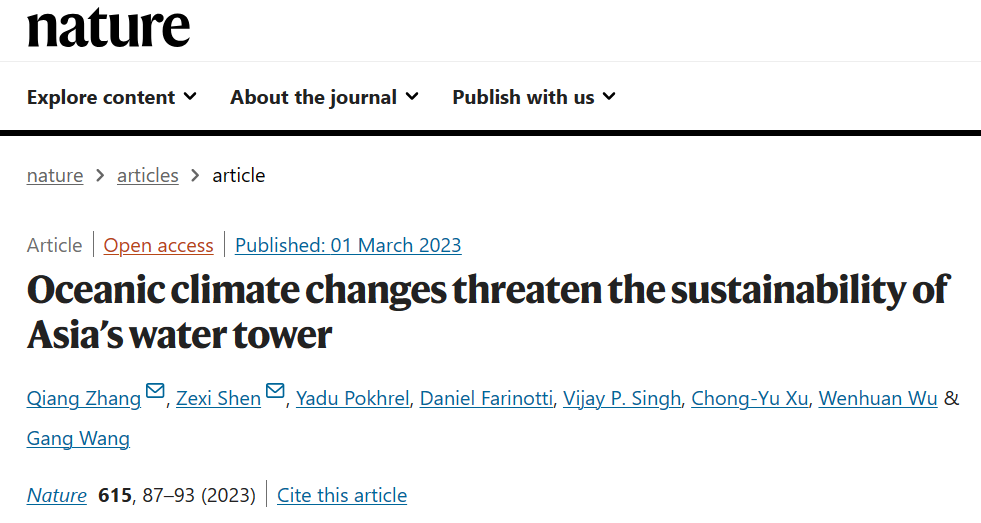 nature
Explore content About the journal Publish with us
nature > articles > article
Article | Open access | Published: 01 March 2023
Oceanic climate changes threaten the sustainability of
Asia’s water tower
Qiang Zhang, Zexi Shen, Yadu Pokhrel, Daniel Farinotti, Vijay P. Singh, Chong-Yu Xu, Wenhuan Wu &
Gang Wang
Nature 615, 87–93 (2023) | Cite this article